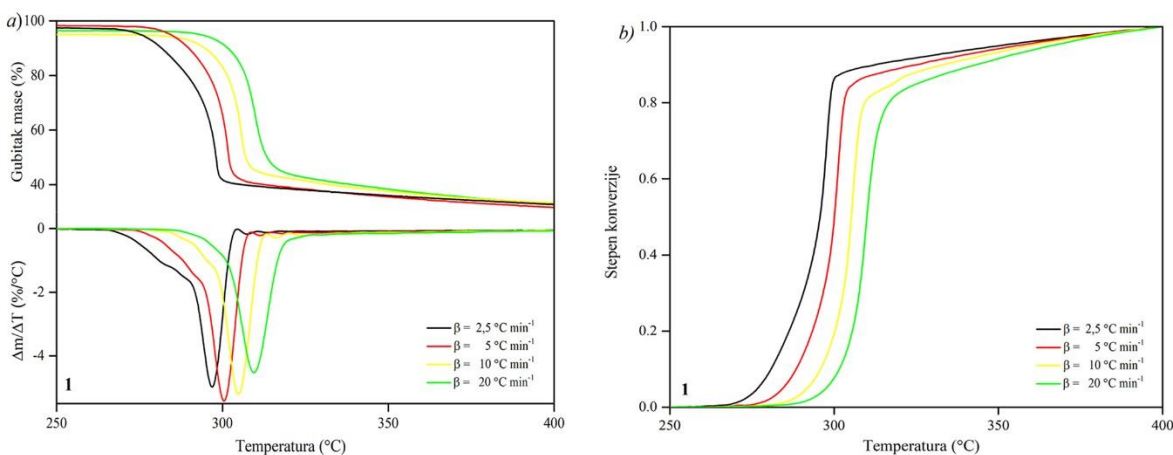 a)
100
80
60
40
Gubitak mase (%)
0
-2
-4
Δm/ΔT (%/°C)
β = 2,5 °C min⁻¹
β = 5 °C min⁻¹
β = 10 °C min⁻¹
β = 20 °C min⁻¹
1
250 300 350 400
Temperatura (°C)
b)
1.0
0.8
0.6
0.4
0.2
0.0
Stepen konverzije
β = 2,5 °C min⁻¹
β = 5 °C min⁻¹
β = 10 °C min⁻¹
β = 20 °C min⁻¹
1
250 300 350 400
Temperatura (°C)